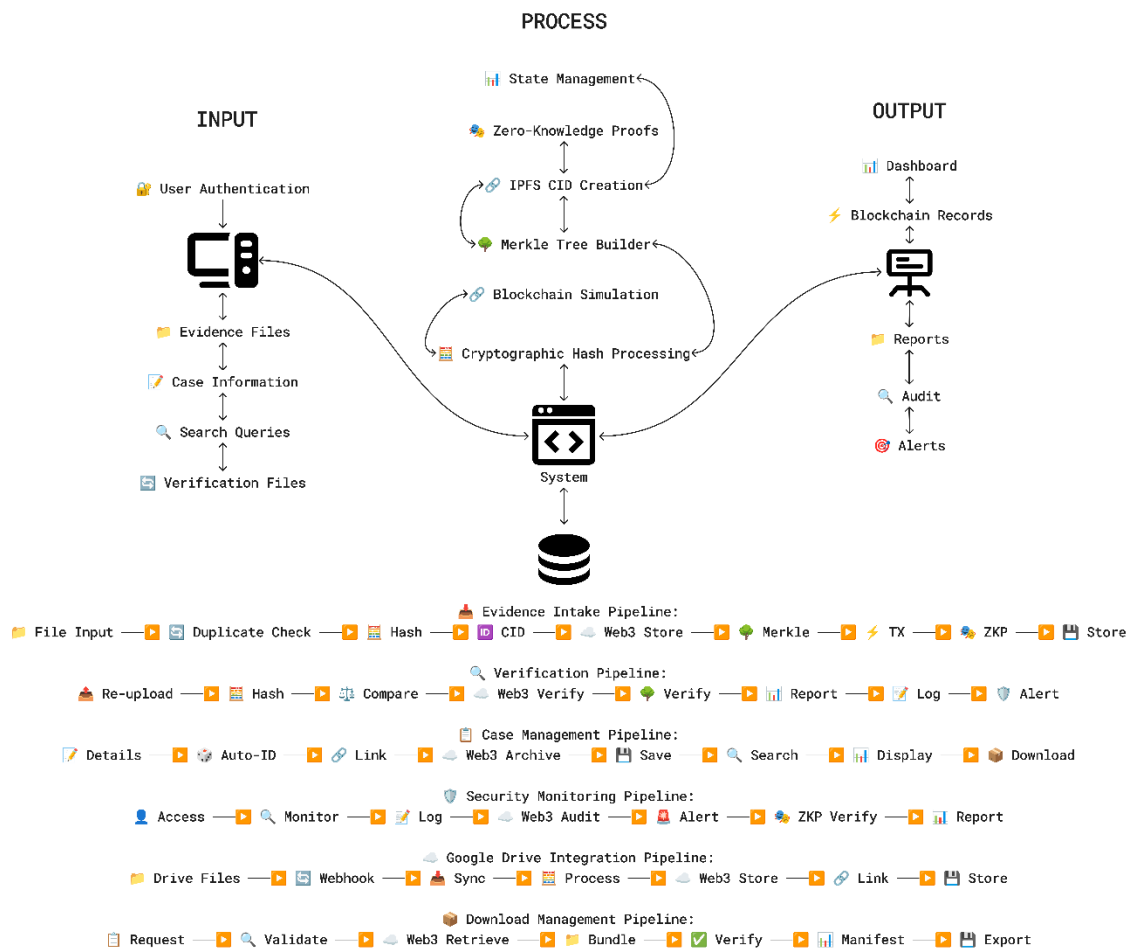 PROCESS
INPUT
OUTPUT
📊 State Management
🎭 Zero-Knowledge Proofs
🔗 IPFS CID Creation
🌳 Merkle Tree Builder
🔗 Blockchain Simulation
🧮 Cryptographic Hash Processing
System
🔐 User Authentication
📁 Evidence Files
📝 Case Information
🔍 Search Queries
🔄 Verification Files
📊 Dashboard
⚡ Blockchain Records
📁 Reports
🔍 Audit
🎯 Alerts
📥 Evidence Intake Pipeline:
📁 File Input ──▶️ 🔄 Duplicate Check ──▶️ 🧮 Hash ──▶️ 🆔 CID ──▶️ ☁️ Web3 Store ──▶️ 🌳 Merkle ──▶️ ⚡ TX ──▶️ 🎭 ZKP ──▶️ 💾 Store
🔍 Verification Pipeline:
📤 Re-upload ──▶️ 🧮 Hash ──▶️ ⚖️ Compare ──▶️ ☁️ Web3 Verify ──▶️ 🌳 Verify ──▶️ 📊 Report ──▶️ 📝 Log ──▶️ 🛡️ Alert
📋 Case Management Pipeline:
📝 Details ──▶️ 🎲 Auto-ID ──▶️ 🔗 Link ──▶️ ☁️ Web3 Archive ──▶️ 💾 Save ──▶️ 🔍 Search ──▶️ 📊 Display ──▶️ 📦 Download
🛡️ Security Monitoring Pipeline:
👤 Access ──▶️ 🔍 Monitor ──▶️ 📝 Log ──▶️ ☁️ Web3 Audit ──▶️ 🚨 Alert ──▶️ 🎭 ZKP Verify ──▶️ 📊 Report
☁️ Google Drive Integration Pipeline:
📁 Drive Files ──▶️ 🔄 Webhook ──▶️ 📥 Sync ──▶️ 🧮 Process ──▶️ ☁️ Web3 Store ──▶️ 🔗 Link ──▶️ 💾 Store
📦 Download Management Pipeline:
📋 Request ──▶️ 🔍 Validate ──▶️ ☁️ Web3 Retrieve ──▶️ 📁 Bundle ──▶️ ✅ Verify ──▶️ 📊 Manifest ──▶️ 💾 Export